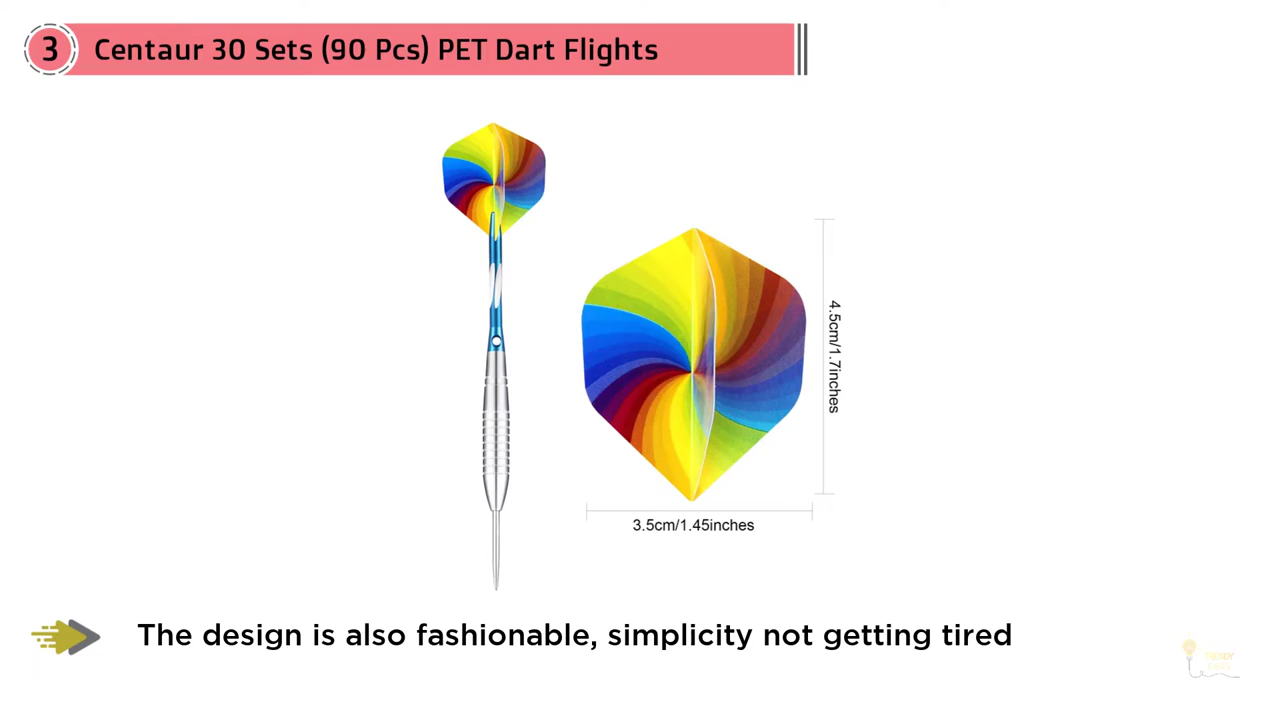 3
Centaur 30 Sets (90 Pcs) PET Dart Flights
4.5cm/1.7inches
3.5cm/1.45inches
The design is also fashionable, simplicity not getting tired
TRENDY